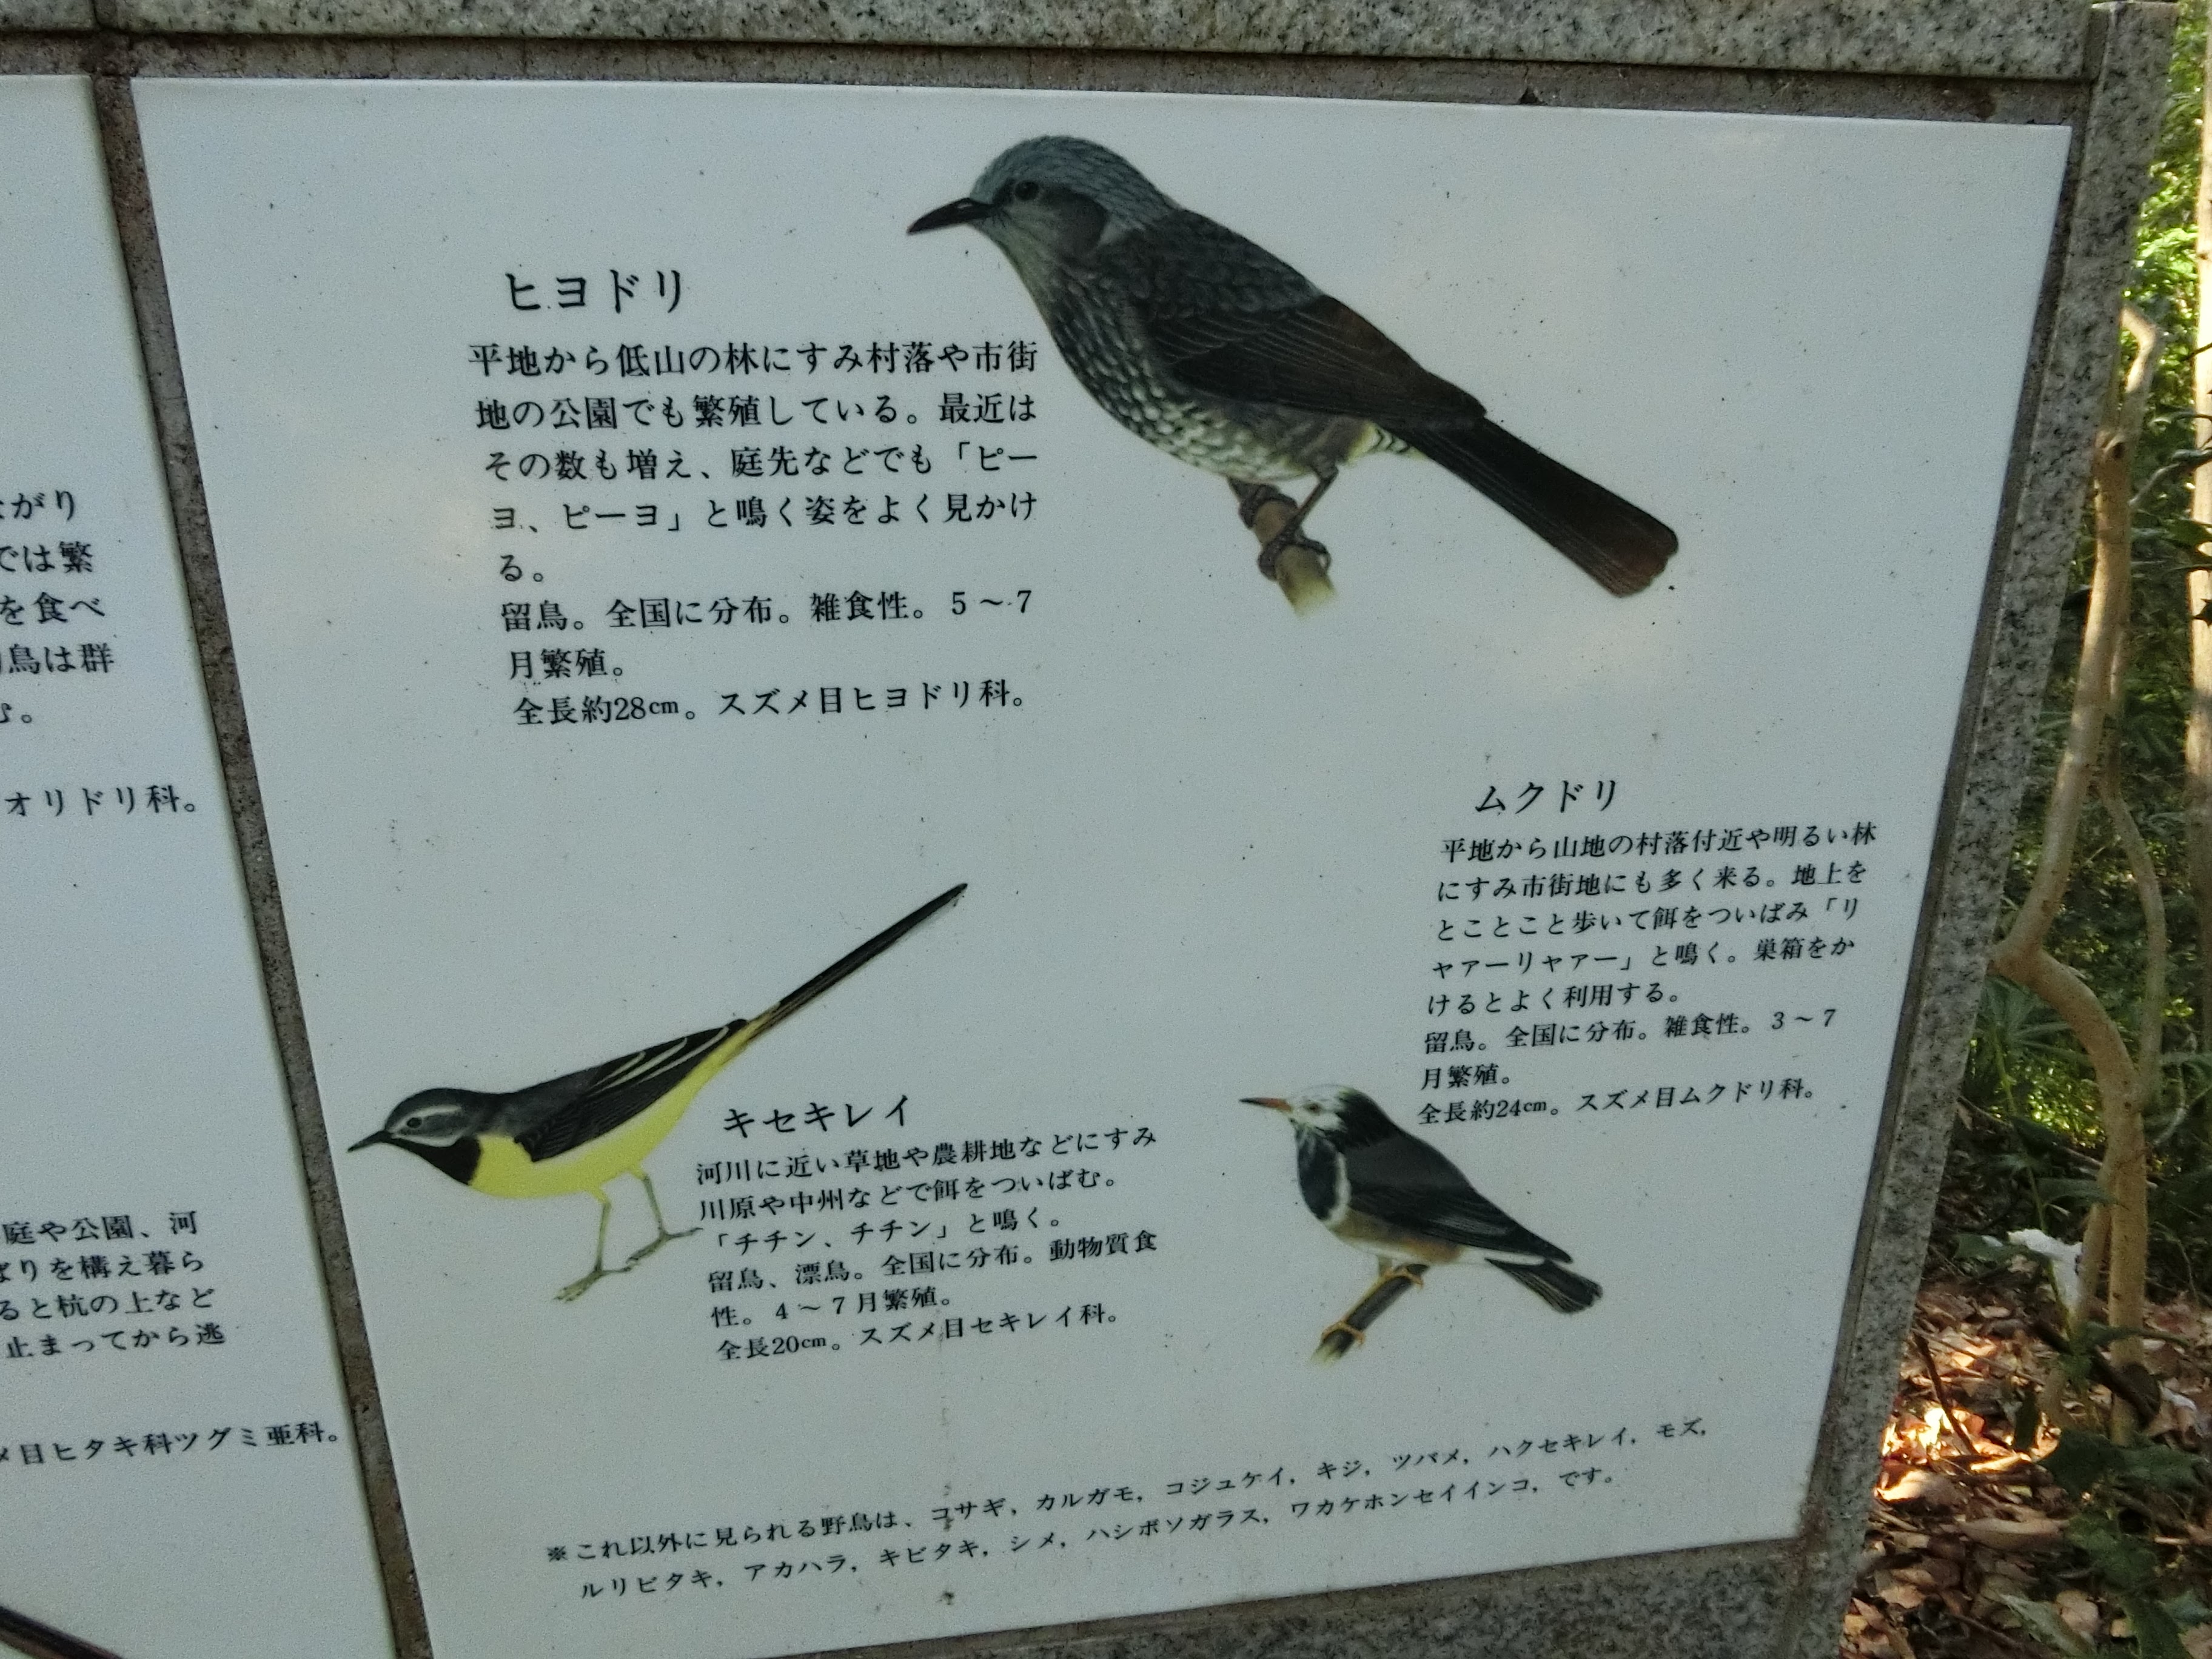 がり
では繁
を食べ
鳥は群
む。
オリドリ科。
庭や公園、河
ばりを構え暮ら
ると杭の上など
止まってから逃
メ目ヒタキ科ツグミ亜科。
ヒヨドリ
平地から低山の林にすみ村落や市街
地の公園でも繁殖している。最近は
その数も増え、庭先などでも「ピー
ヨ、ピーヨ」と鳴く姿をよく見かけ
る。
留鳥。全国に分布。雑食性。5～7
月繁殖。
全長約28cm。スズメ目ヒヨドリ科。
ムクドリ
平地から山地の村落付近や明るい林
にすみ市街地にも多く来る。地上を
とことこと歩いて餌をついばみ「リ
ャァーリャァー」と鳴く。巣箱をか
けるとよく利用する。
留鳥。全国に分布。雑食性。3～7
月繁殖。
全長約24cm。スズメ目ムクドリ科。
キセキレイ
河川に近い草地や農耕地などにすみ
川原や中州などで餌をついばむ。
「チチン、チチン」と鳴く。
留鳥、漂鳥。全国に分布。動物質食
性。4～7月繁殖。
全長20cm。スズメ目セキレイ科。
※これ以外に見られる野鳥は、コサギ，カルガモ，コジュケイ，キジ，ツバメ，ハクセキレイ，モズ，
ルリビタキ，アカハラ，キビタキ，シメ，ハシボソガラス，ワカケホンセイインコ，です。